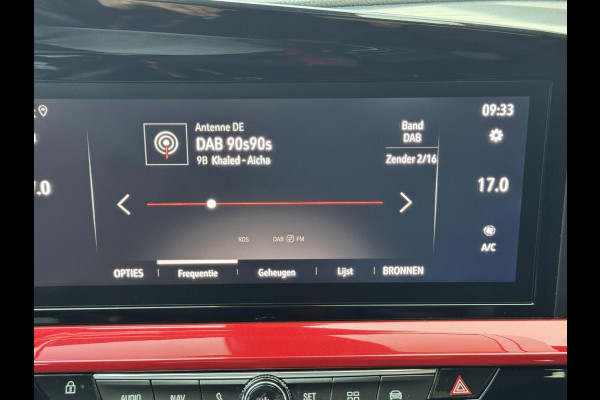 09:33
Antenne DE
DAB 90s90s
9B Khaled - Aicha
Band
DAB
Zender 2/16
17.0
RDS DAB FM
A/C
OPTIES Frequentie Geheugen Lijst BRONNEN
AUDIO NAV SET